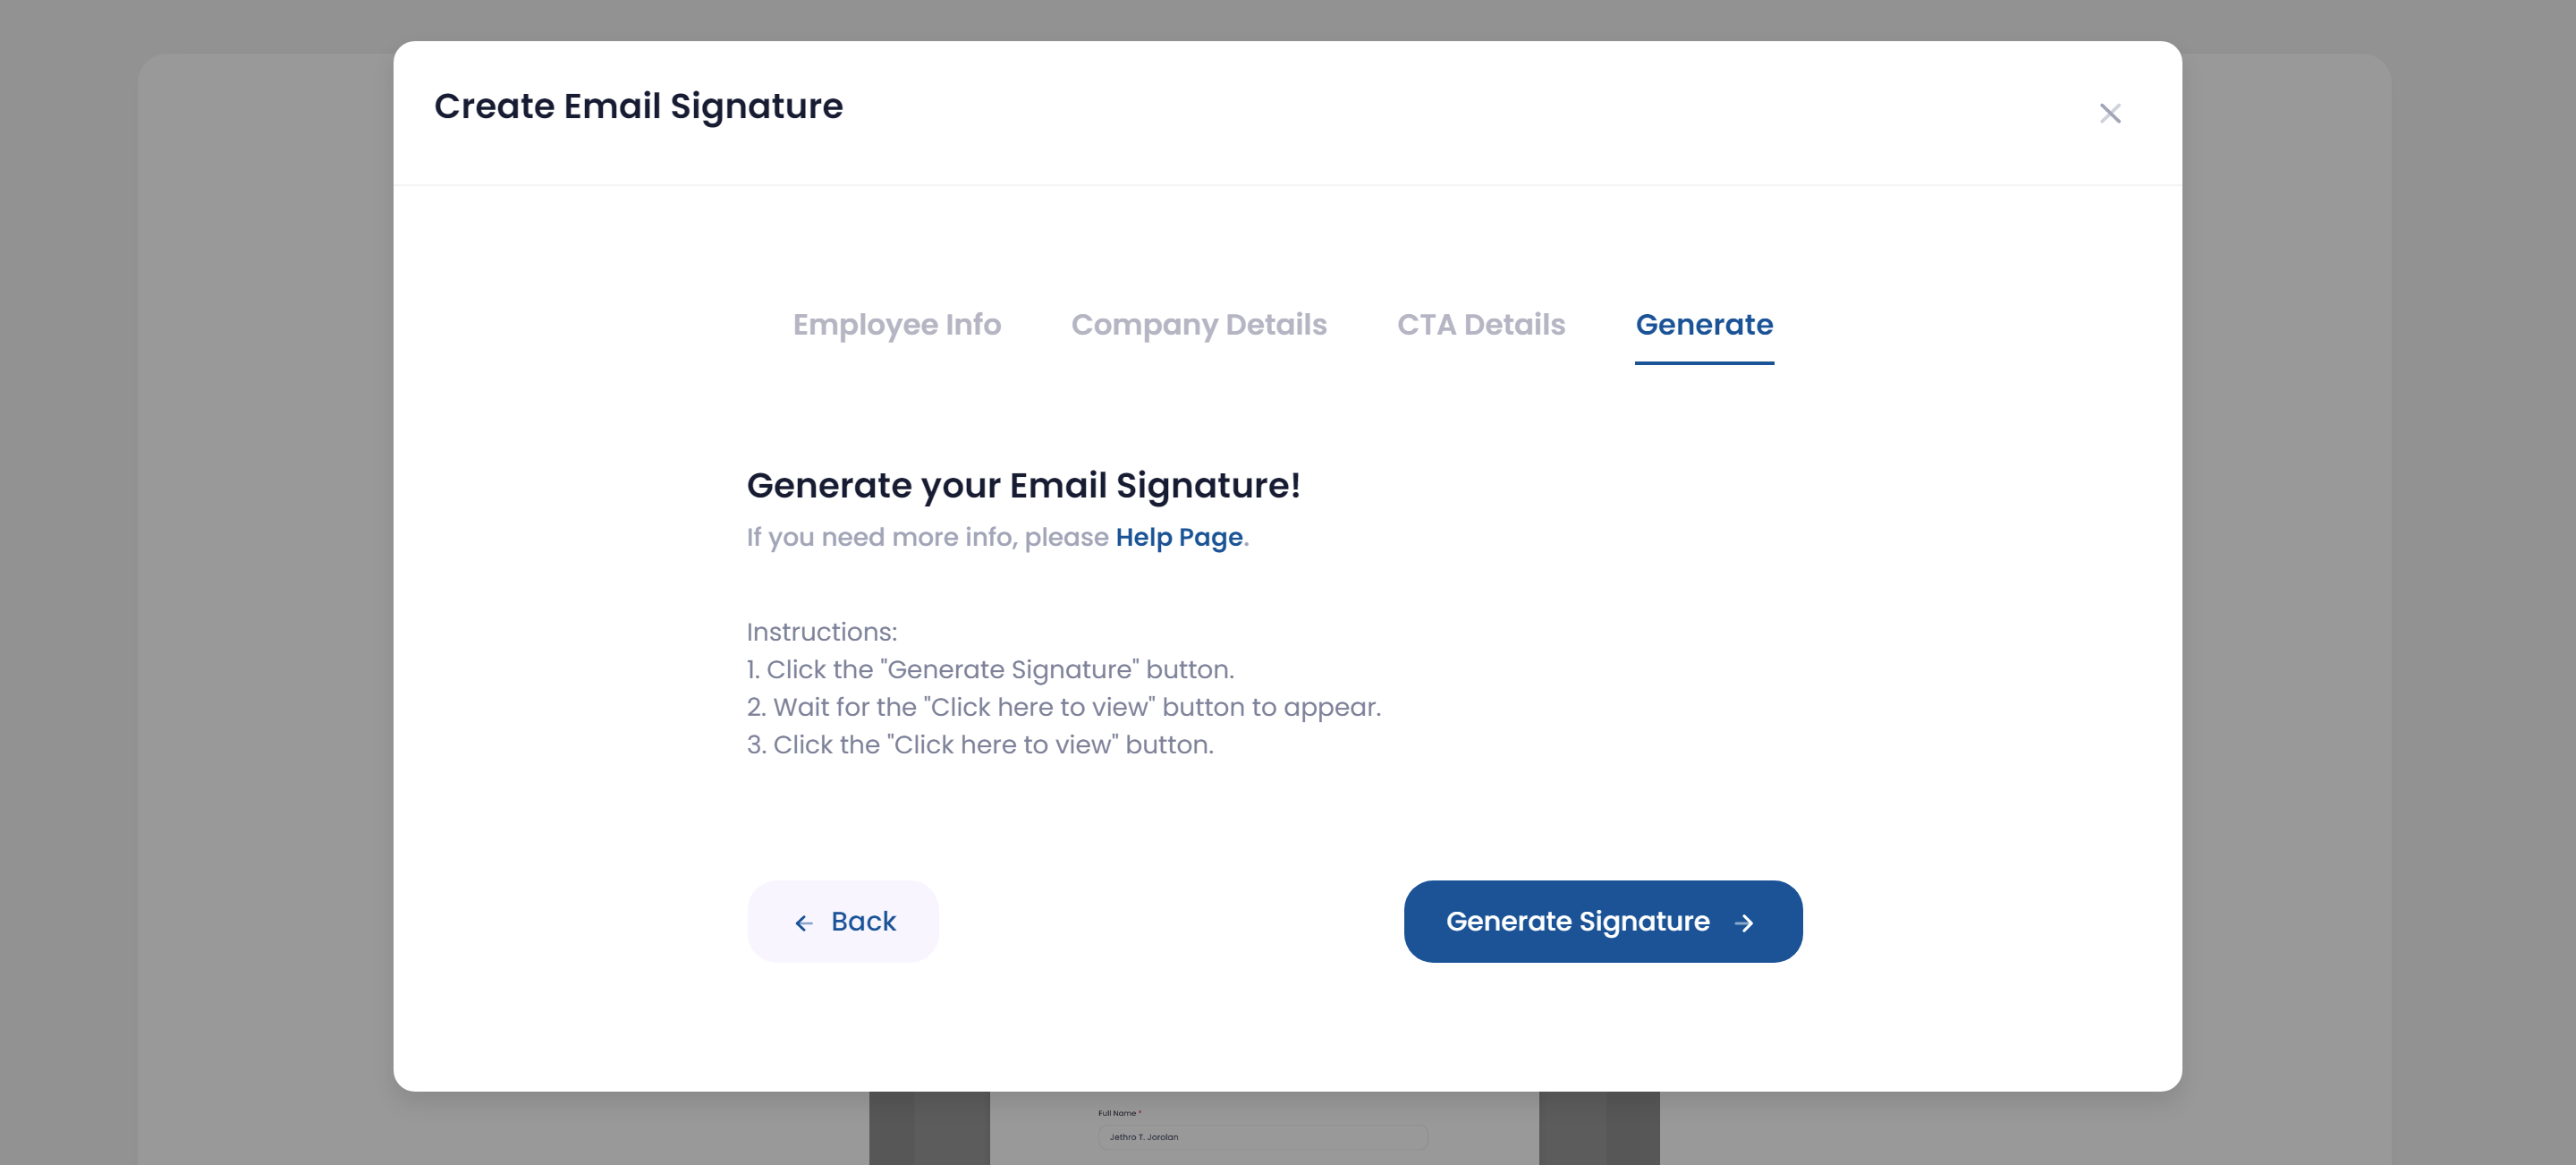 Create Email Signature
Employee Info Company Details CTA Details Generate
Generate your Email Signature!
If you need more info, please Help Page.
Instructions:
1. Click the "Generate Signature" button.
2. Wait for the "Click here to view" button to appear.
3. Click the "Click here to view" button.
Back Generate Signature
Full Name *
Jethro T. Jorolan